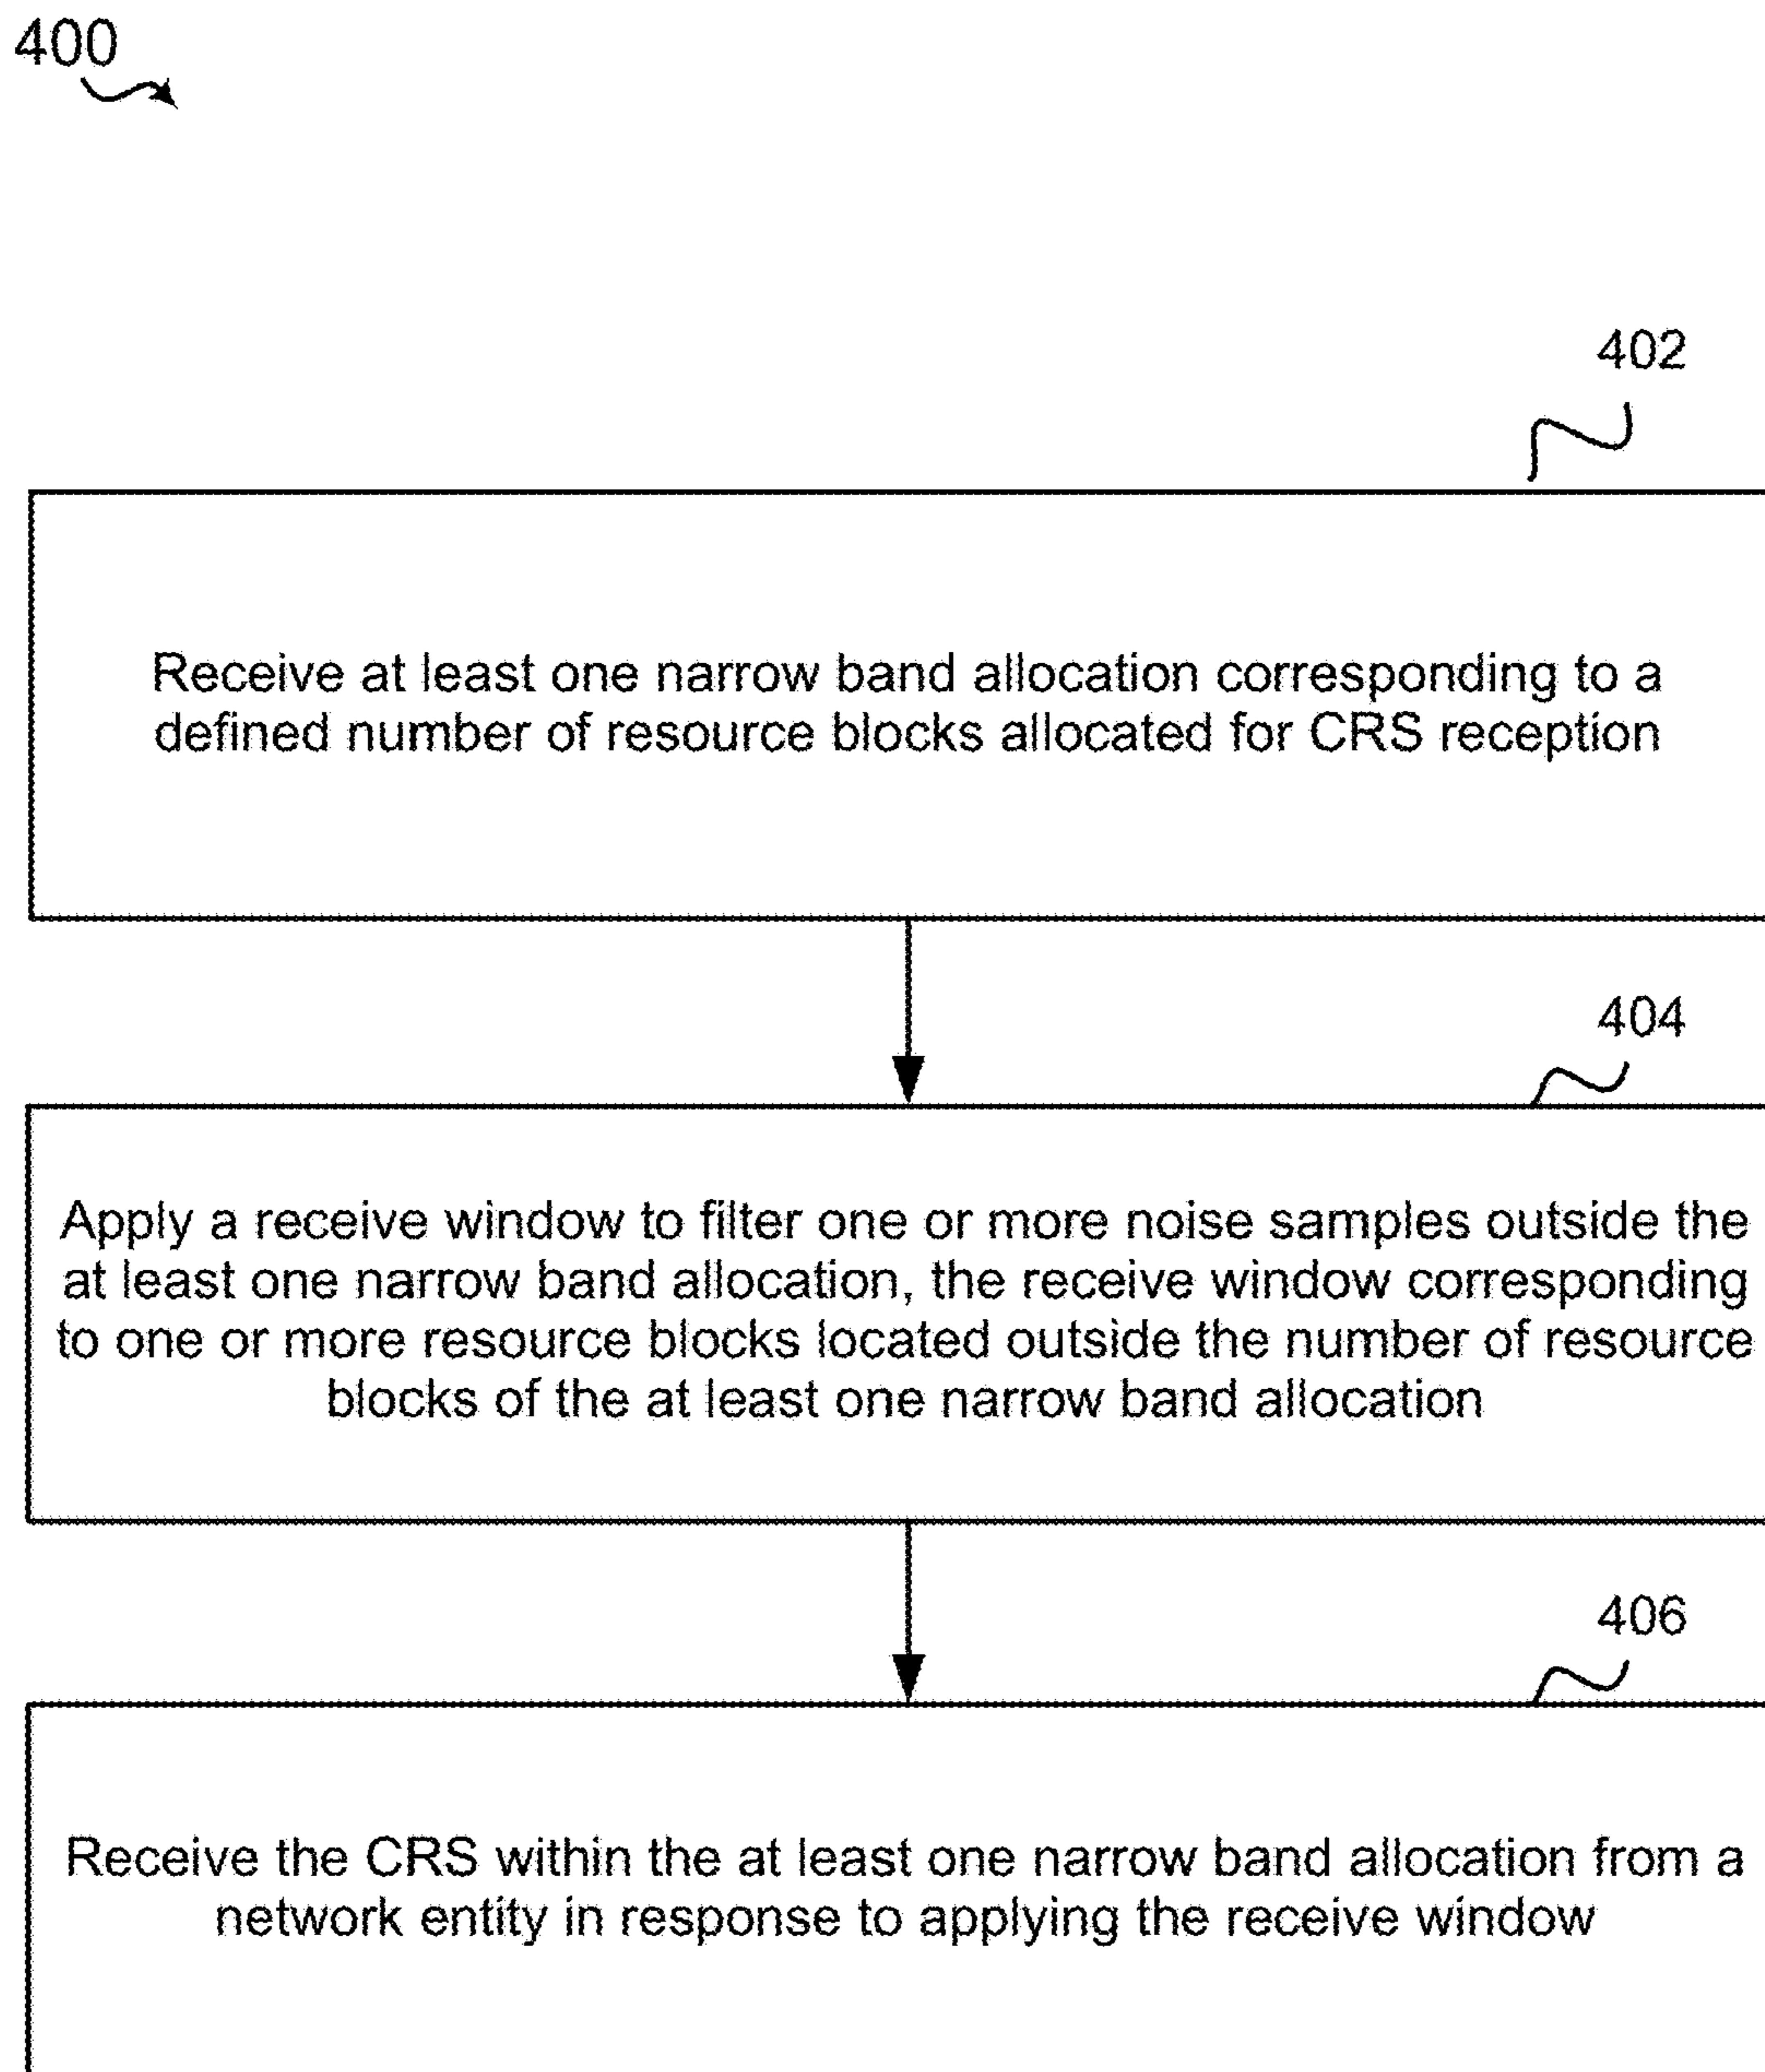 400
402
Receive at least one narrow band allocation corresponding to a
defined number of resource blocks allocated for CRS reception
404
Apply a receive window to filter one or more noise samples outside the
at least one narrow band allocation, the receive window corresponding
to one or more resource blocks located outside the number of resource
blocks of the at least one narrow band allocation
406
Receive the CRS within the at least one narrow band allocation from a
network entity in response to applying the receive window